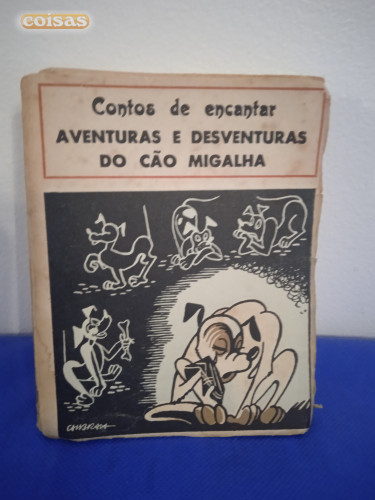 coisas
Contos de encantar
AVENTURAS E DESVENTURAS
DO CÃO MIGALHA